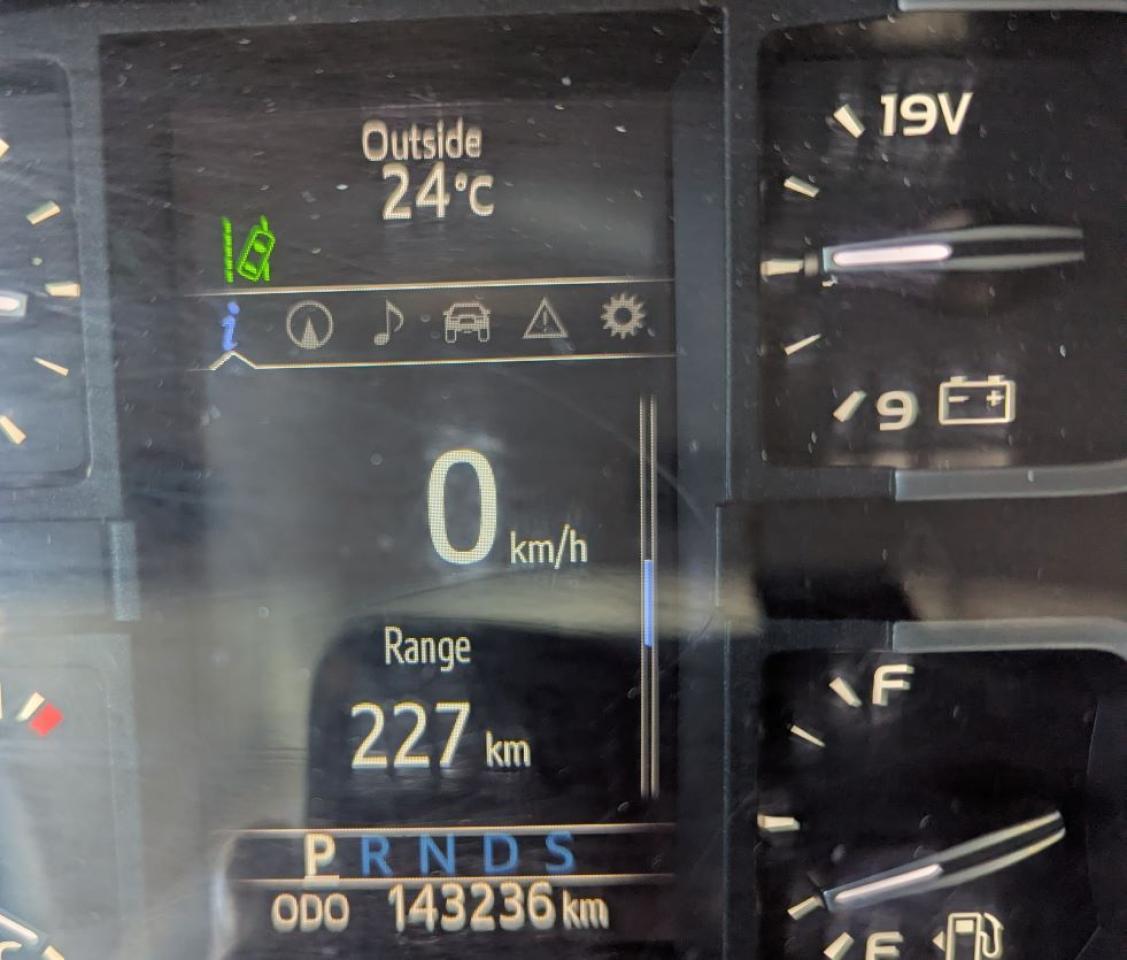 Outside
24°C
19V
9
0 km/h
Range
227 km
F
P R N D S
ODO 143236 km
E